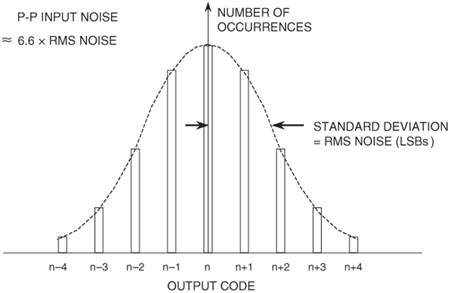 P-P INPUT NOISE
≈ 6.6 × RMS NOISE
NUMBER OF
OCCURRENCES
STANDARD DEVIATION
= RMS NOISE (LSBs)
n–4 n–3 n–2 n–1 n n+1 n+2 n+3 n+4
OUTPUT CODE